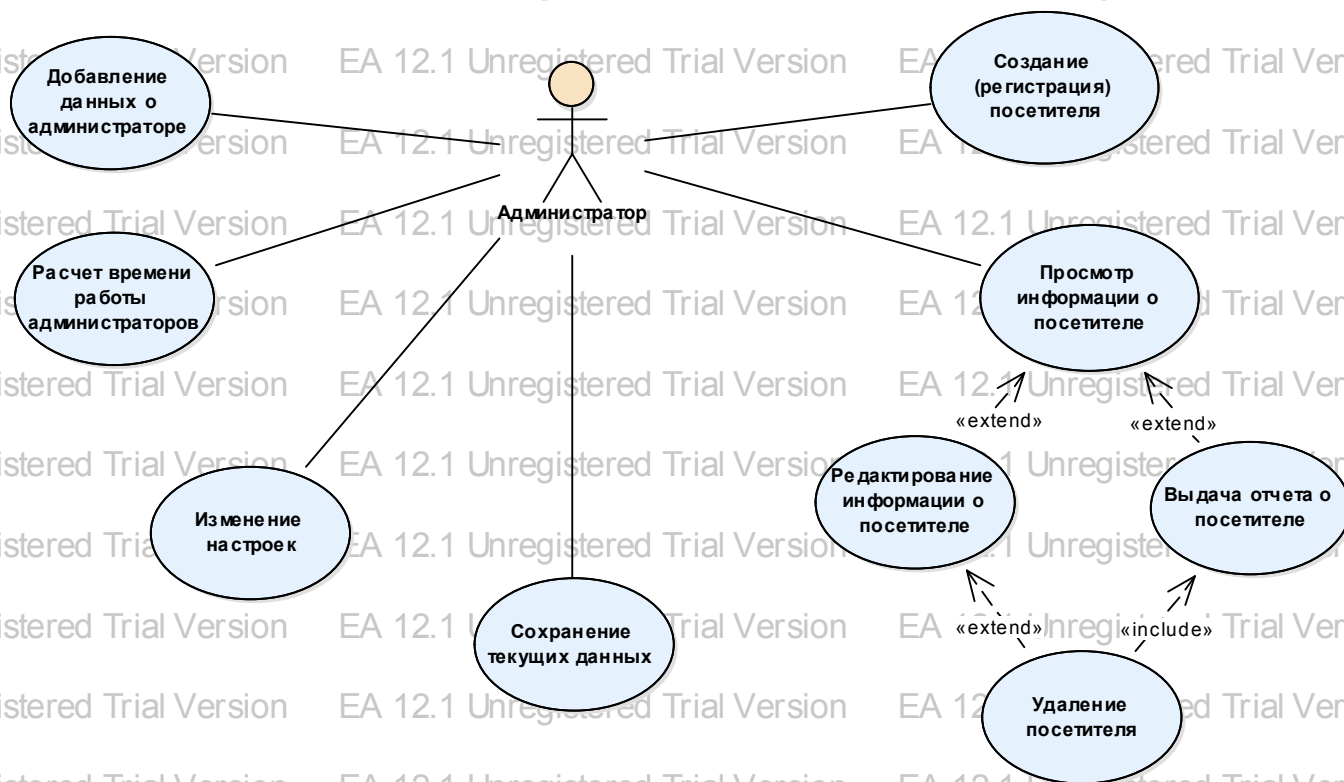 Добавление
данных о
администраторе
Администратор
Создание
(регистрация)
посетителя
Расчет времени
работы
администраторов
Просмотр
информации о
посетителе
«extend»
«extend»
Изменение
настроек
Редактирование
информации о
посетителе
Выдача отчета о
посетителе
Сохранение
текущих данных
«extend»
«include»
Удаление
посетителя
EA 12.1 Unregistered Trial Version